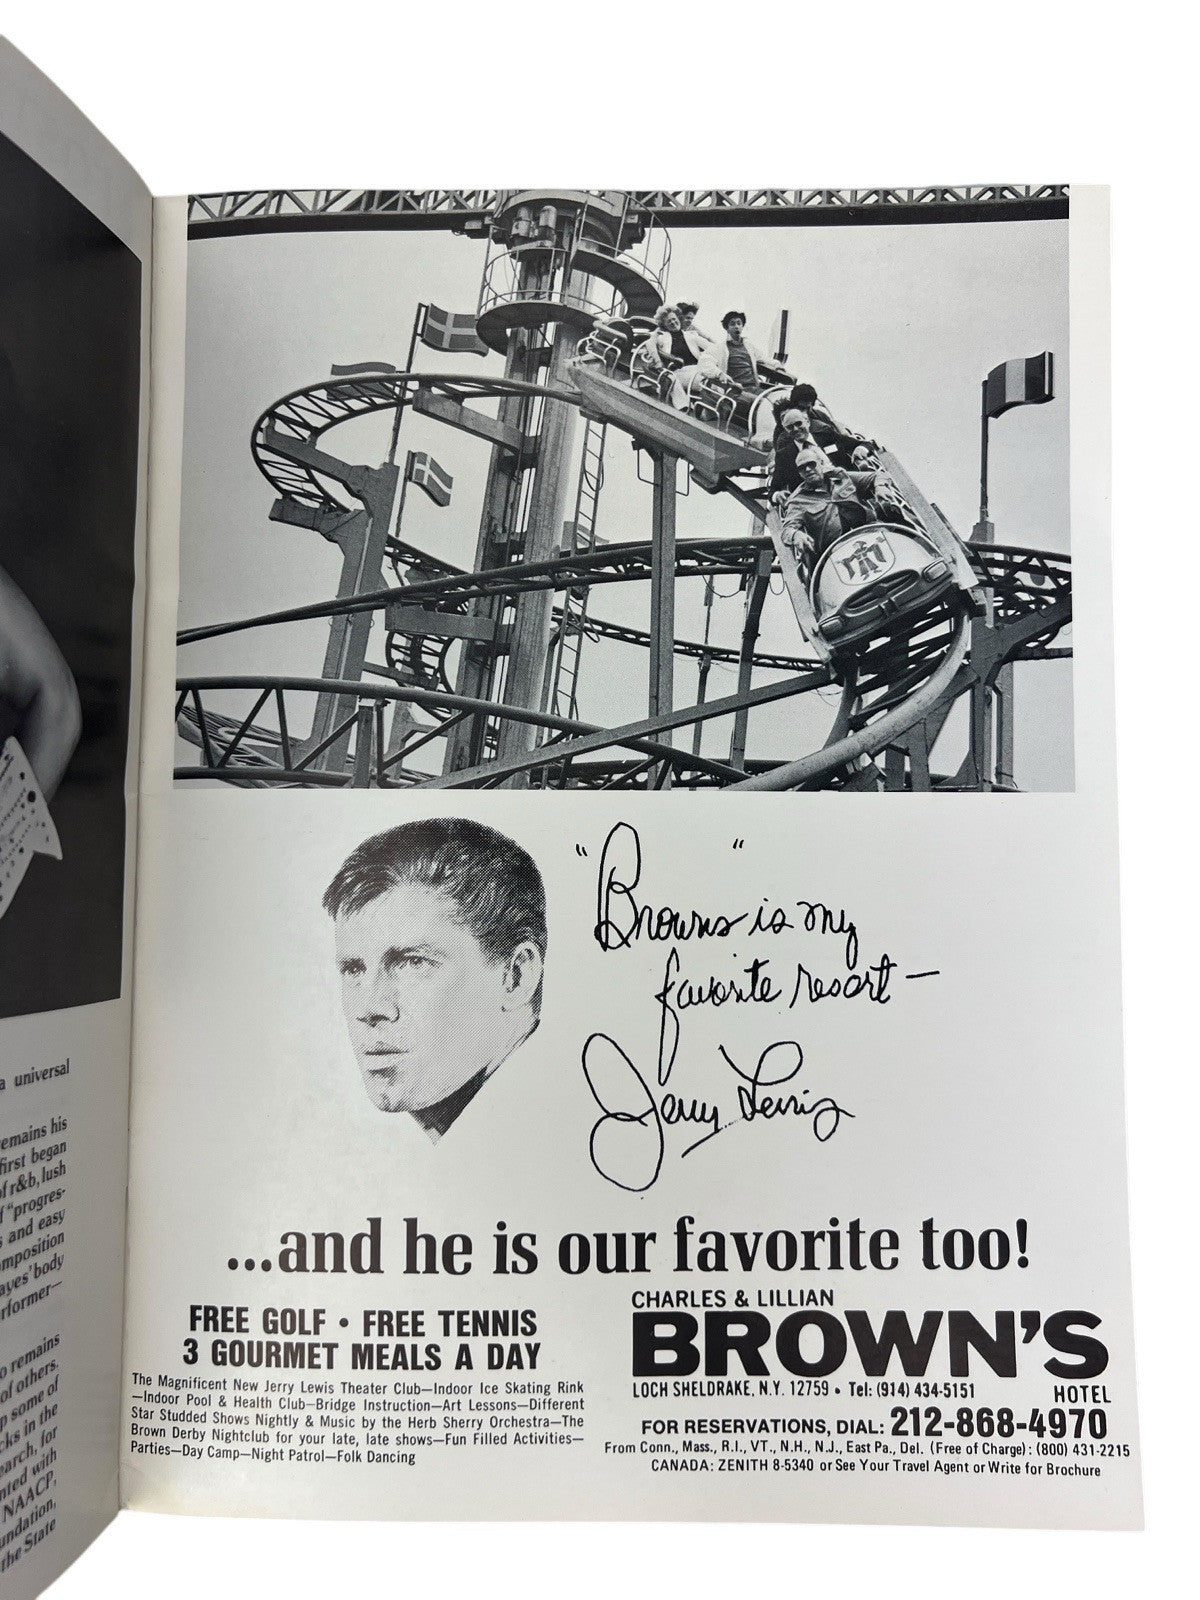 a universal
remains his
first began
of r&b, lush
f "progres-
s and easy
mposition
ayes' body
rformer—
o remains
of others.
p some of
cks in the
earch, for
nted with
NAACP,
undation,
the State
"Browns" is my
favorite resort —
Jerry Lewis
...and he is our favorite too!
FREE GOLF • FREE TENNIS
3 GOURMET MEALS A DAY
The Magnificent New Jerry Lewis Theater Club—Indoor Ice Skating Rink
—Indoor Pool & Health Club—Bridge Instruction—Art Lessons—Different
Star Studded Shows Nightly & Music by the Herb Sherry Orchestra—The
Brown Derby Nightclub for your late, late shows—Fun Filled Activities—
Parties—Day Camp—Night Patrol—Folk Dancing
CHARLES & LILLIAN
BROWN'S
LOCH SHELDRAKE, N.Y. 12759 • Tel: (914) 434-5151
HOTEL
FOR RESERVATIONS, DIAL: 212-868-4970
From Conn., Mass., R.I., VT., N.H., N.J., East Pa., Del. (Free of Charge): (800) 431-2215
CANADA: ZENITH 8-5340 or See Your Travel Agent or Write for Brochure